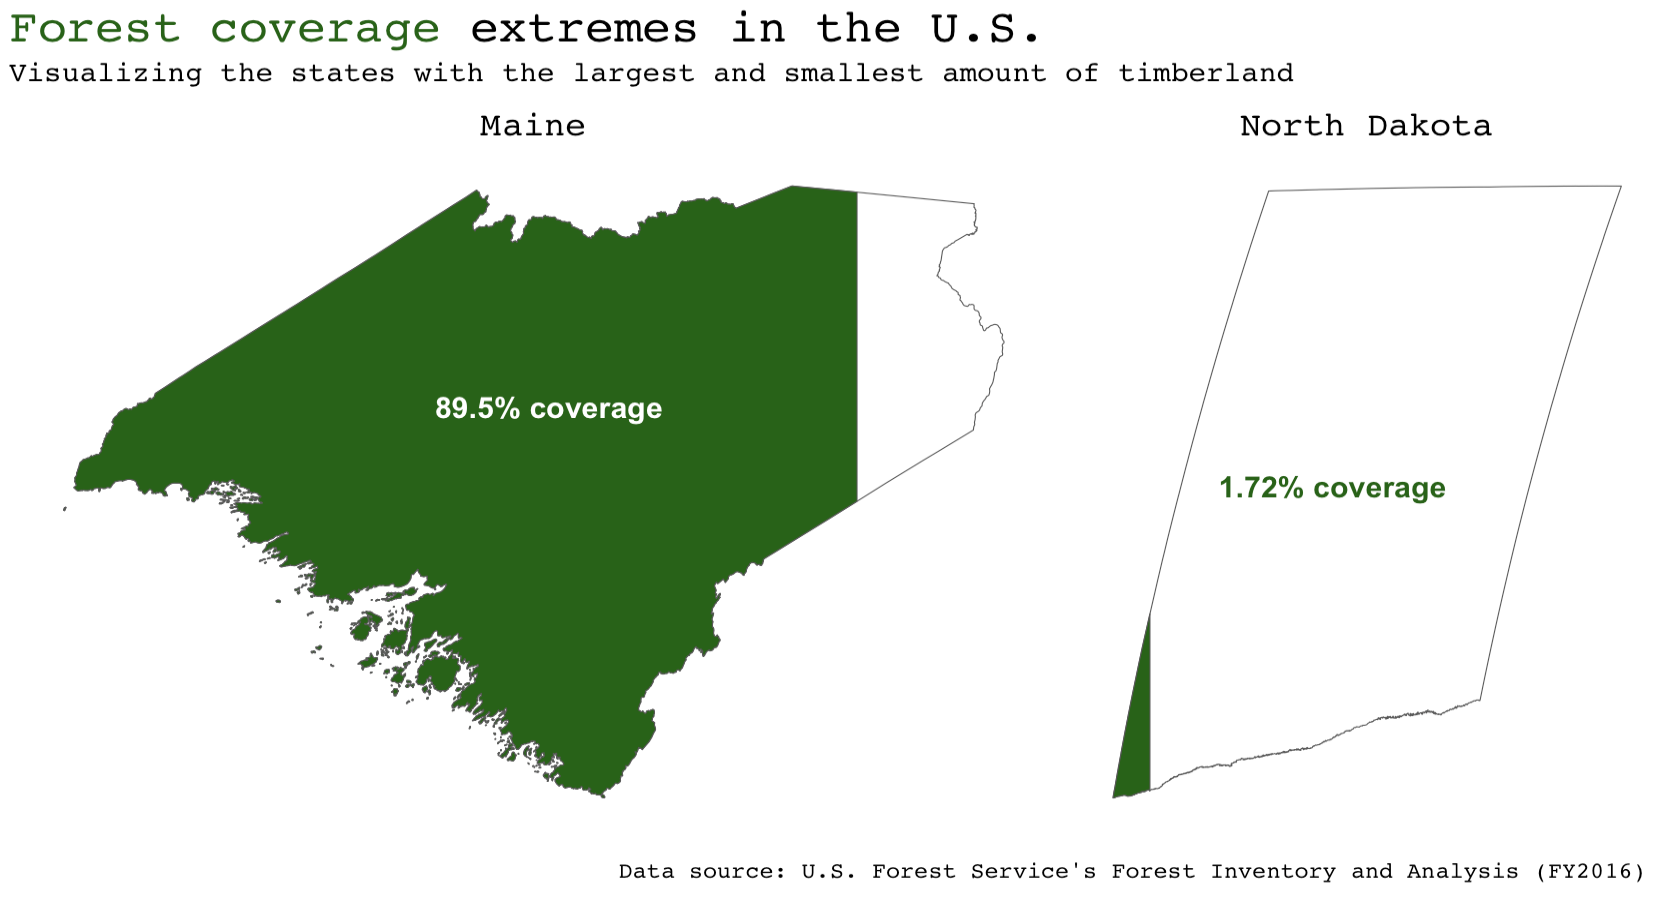 Forest coverage extremes in the U.S.
Visualizing the states with the largest and smallest amount of timberland
Maine
North Dakota
89.5% coverage
1.72% coverage
Data source: U.S. Forest Service's Forest Inventory and Analysis (FY2016)